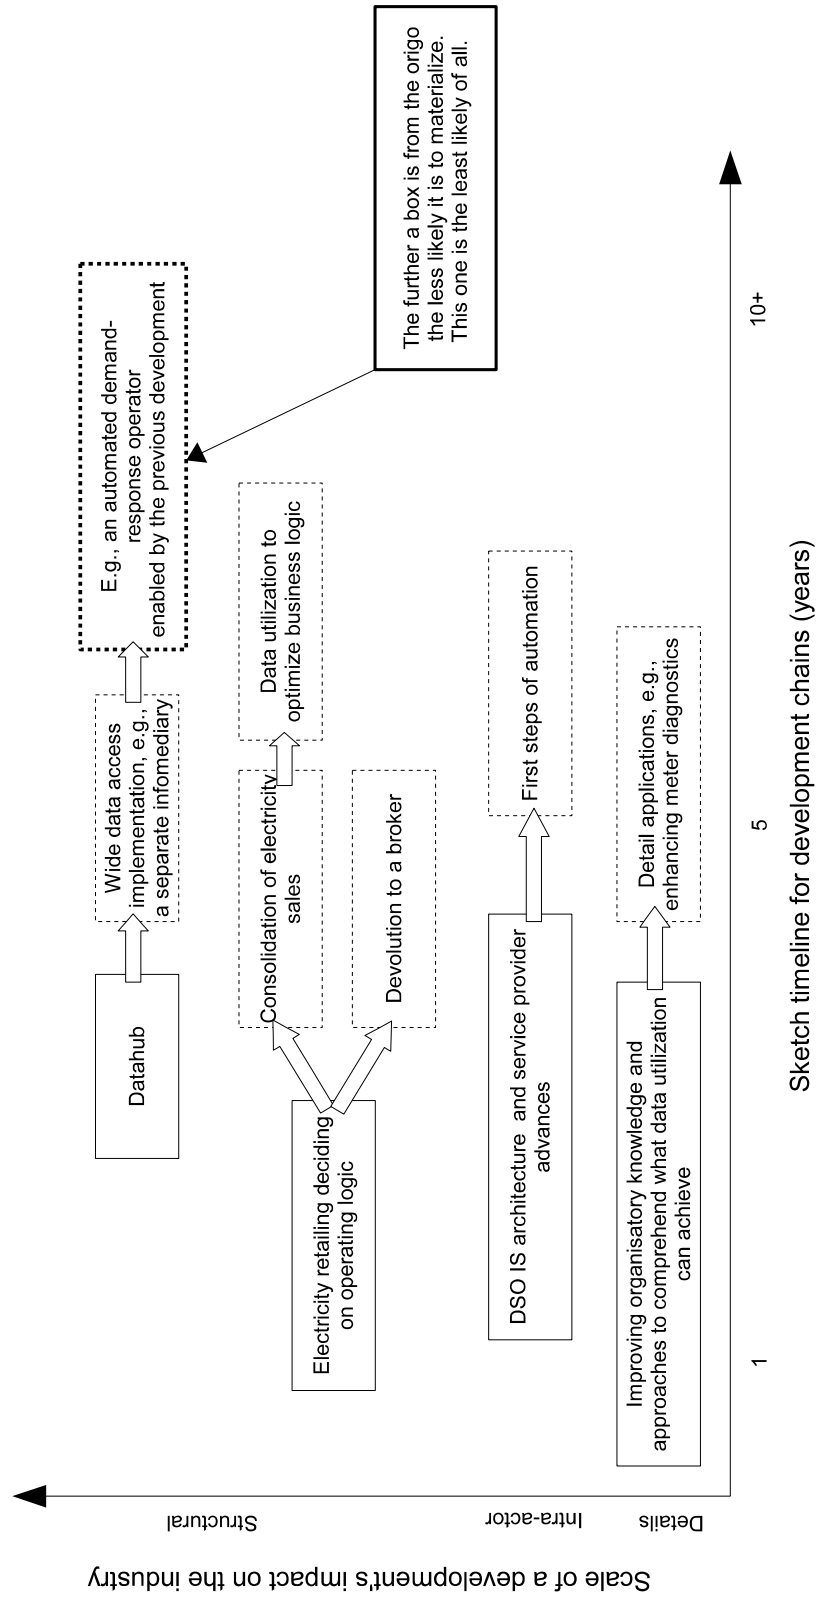 E.g., an automated demand-
response operator
enabled by the previous development
The further a box is from the origo
the less likely it is to materialize.
This one is the least likely of all.
Datahub
Wide data access
implementation, e.g.,
a separate infomediary
Electricity retailing deciding
on operating logic
Consolidation of electricity
sales
Data utilization to
optimize business logic
Devolution to a broker
DSO IS architecture and service provider
advances
First steps of automation
Improving organisatory knowledge and
approaches to comprehend what data utilization
can achieve
Detail applications, e.g.,
enhancing meter diagnostics
Structural
Intra-actor
Details
Scale of a development's impact on the industry
1
5
10+
Sketch timeline for development chains (years)